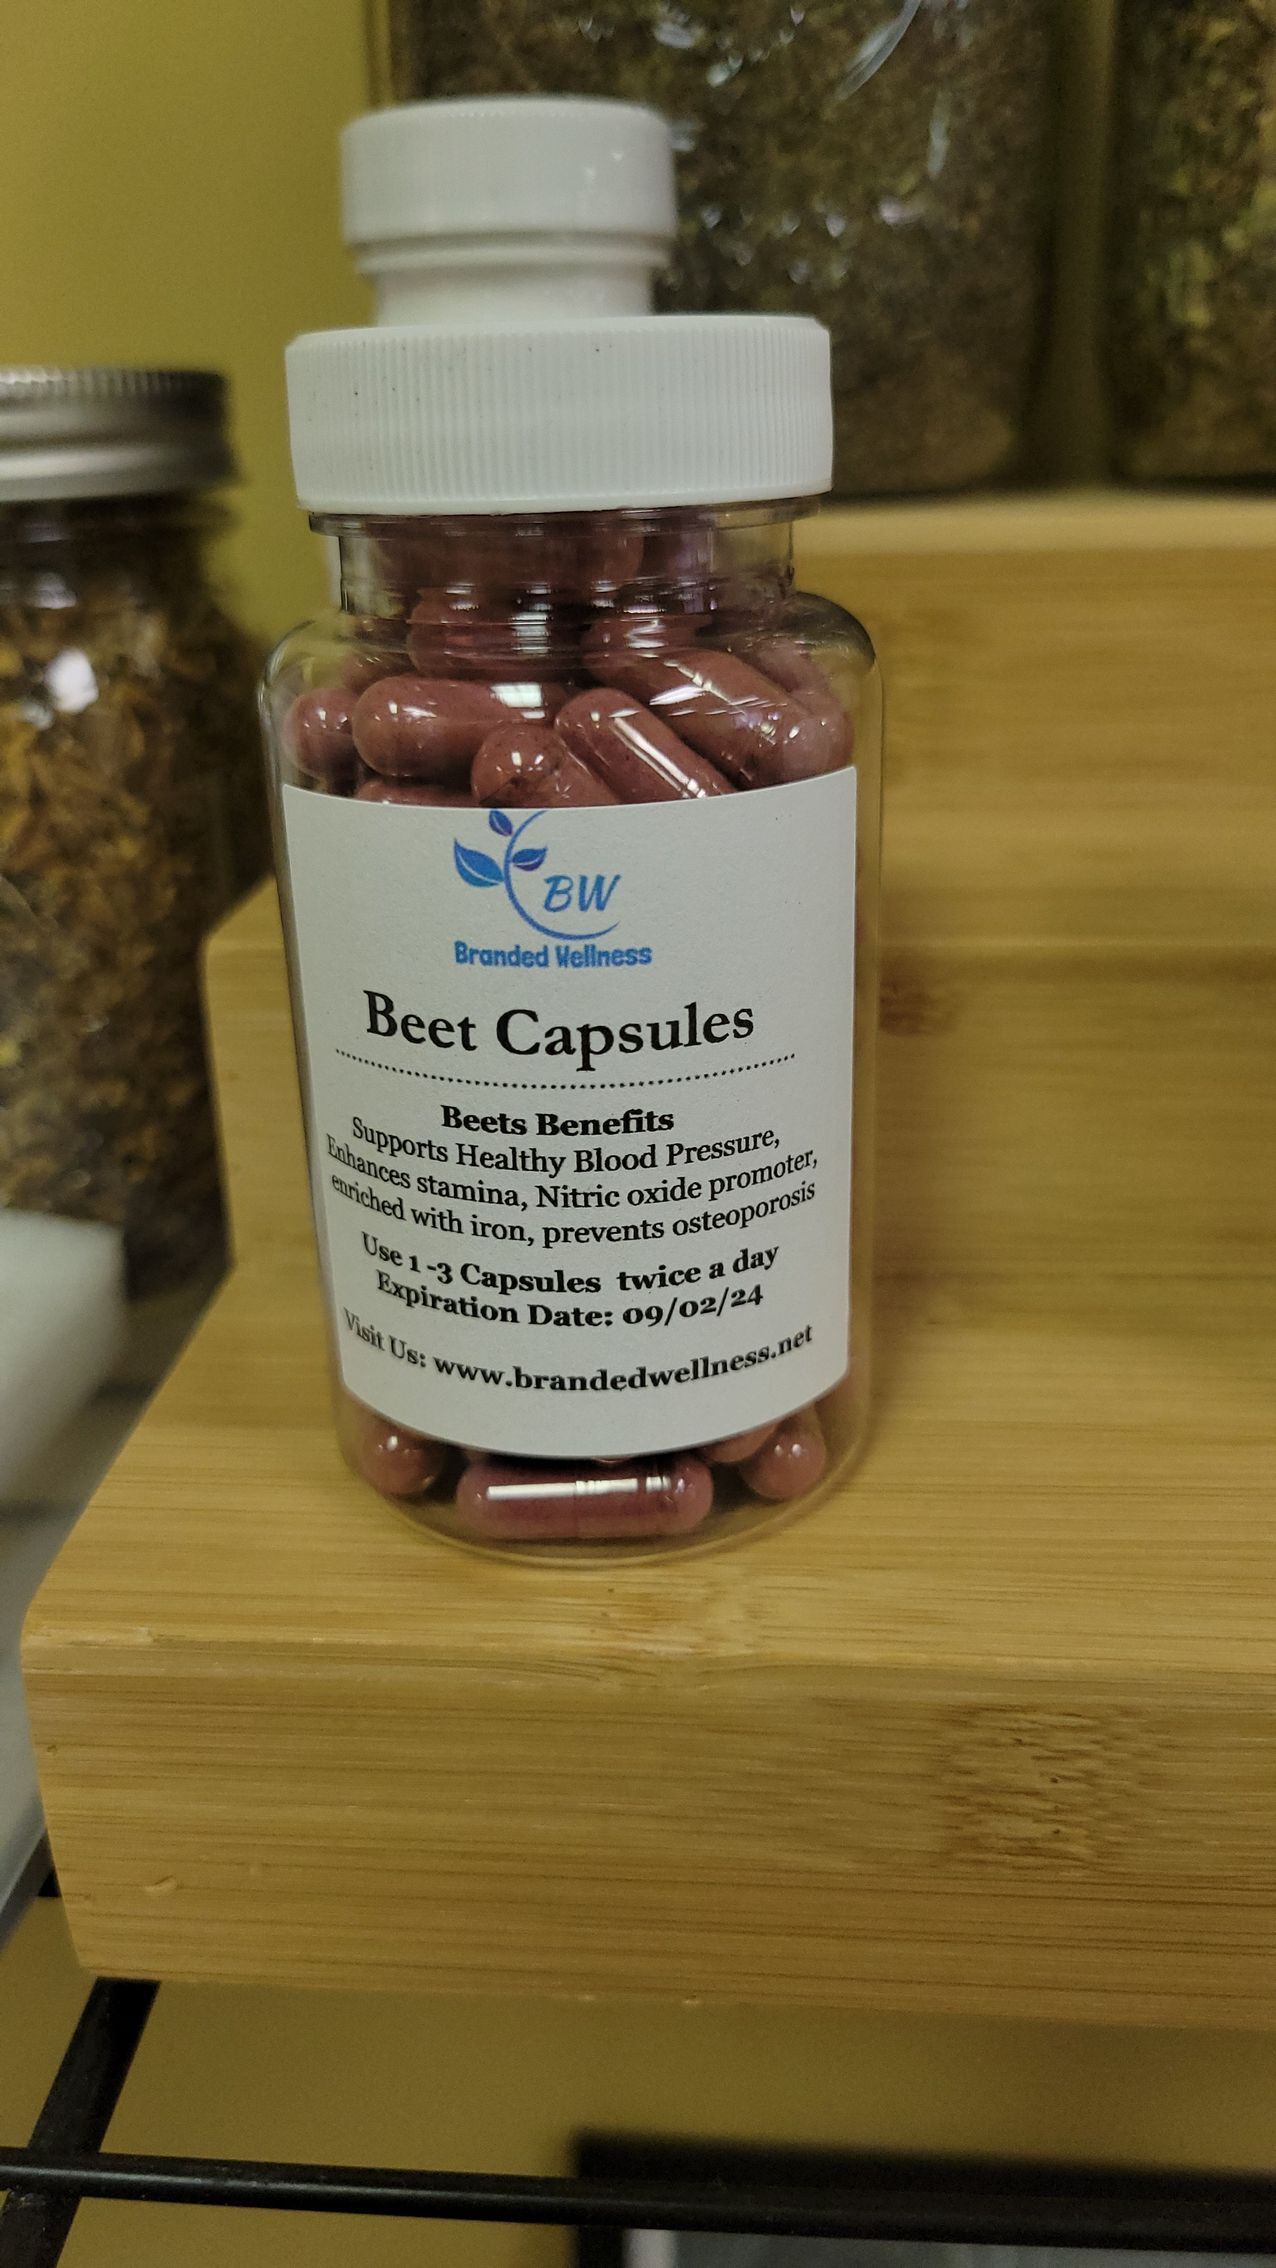 BW
Branded Wellness
Beet Capsules
Beets Benefits
Supports Healthy Blood Pressure,
Enhances stamina, Nitric oxide promoter,
enriched with iron, prevents osteoporosis
Use 1 -3 Capsules twice a day
Expiration Date: 09/02/24
Visit Us: www.brandedwellness.net